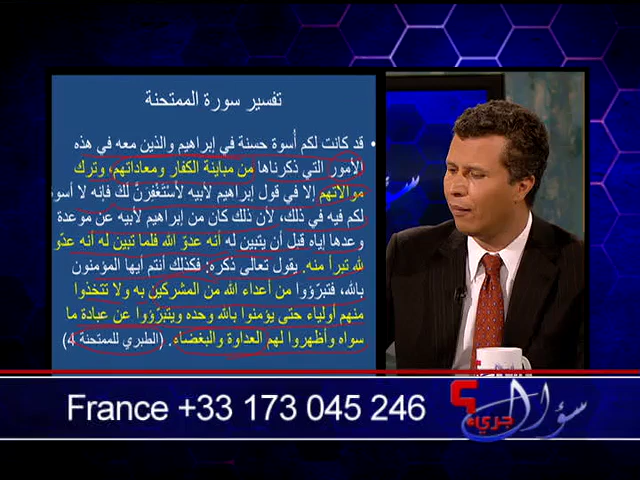 تفسير سورة الممتحنة
• قد كانت لكم أُسوة حسنة في إبراهيم والذين معه في هذه
الأمور التي ذكرناها من مباينة الكفار ومعاداتهم، وترك
موالاتهم إلا في قول إبراهيم لأبيه لأَسْتَغْفِرَنَّ لَكَ فإنه لا أسوة
لكم فيه في ذلك، لأن ذلك كان من إبراهيم لأبيه عن موعدة
وعدها إياه قبل أن يتبين له أنه عدوّ الله فلما تبين له أنه عدوّ
لله تبرأ منه. يقول تعالى ذكره: فكذلك أنتم أيها المؤمنون
بالله، فتبرّؤوا من أعداء الله من المشركين به ولا تتخذوا
منهم أولياء حتى يؤمنوا بالله وحده ويتبرّؤوا عن عبادة ما
سواه وأظهروا لهم العداوة والبغضاء. (الطبري للممتحنة 4)
France +33 173 045 246
سؤال جريء؟